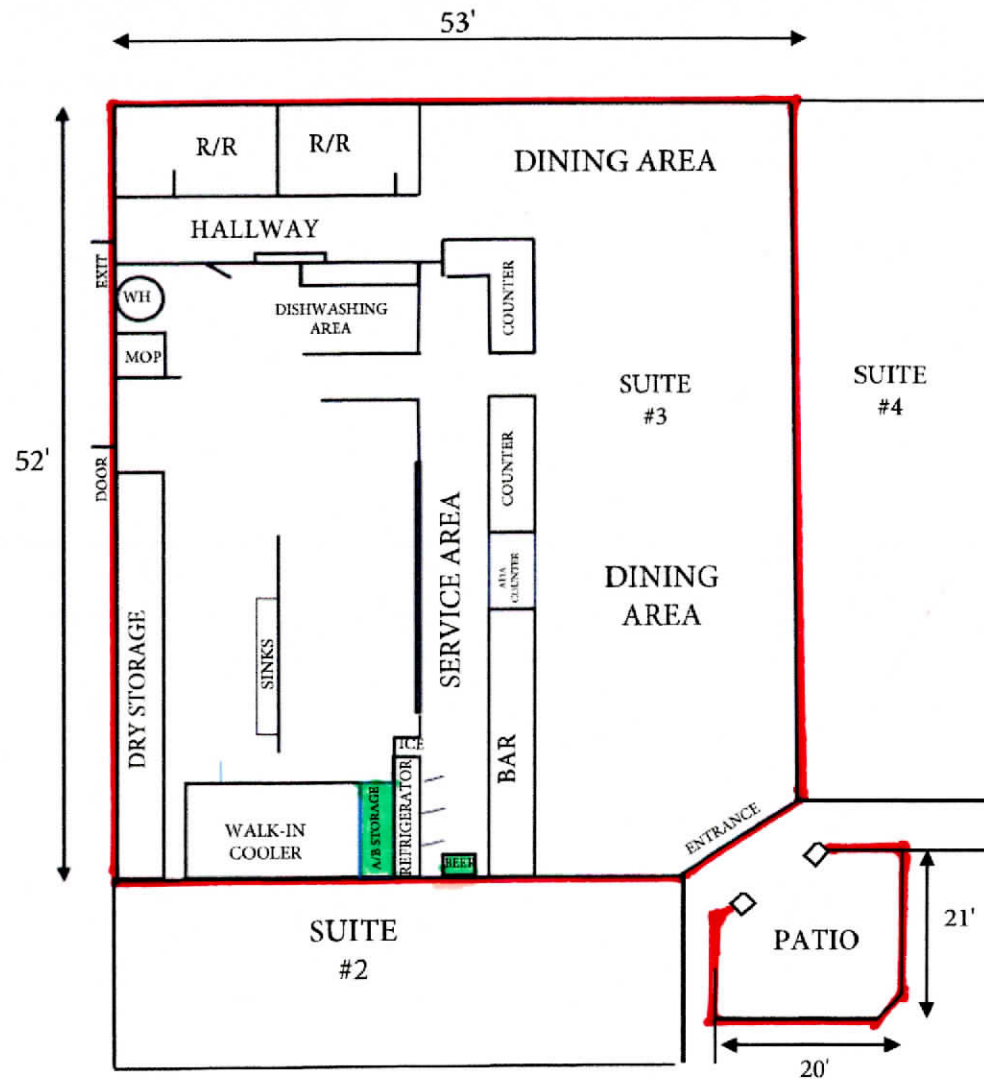 53'
R/R
R/R
DINING AREA
HALLWAY
EXIT
WH
DISHWASHING
AREA
COUNTER
MOP
SUITE
#3
SUITE
#4
52'
DOOR
COUNTER
SERVICE AREA
ADA
COUNTER
DINING
AREA
DRY STORAGE
SINKS
ICE
BAR
REFRIGERATOR
A/B STORAGE
WALK-IN
COOLER
BEER
ENTRANCE
SUITE
#2
PATIO
21'
20'